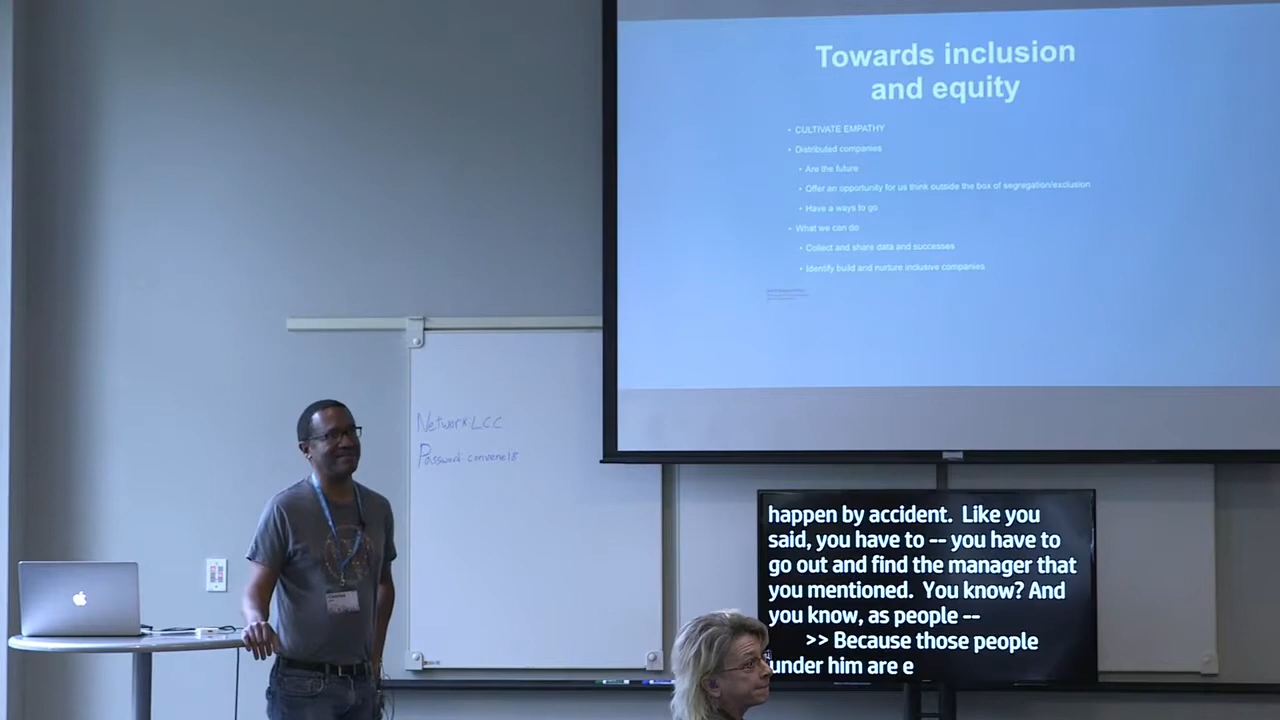 Towards inclusion
and equity
• CULTIVATE EMPATHY
• Distributed companies
• Are the future
• Offer an opportunity for us think outside the box of segregation/exclusion
• Have a ways to go
• What we can do
• Collect and share data and successes
• Identify build and nurture inclusive companies
Network LCC
Password convene18
happen by accident. Like you
said, you have to -- you have to
go out and find the manager that
you mentioned. You know? And
you know, as people --
>> Because those people
under him are e